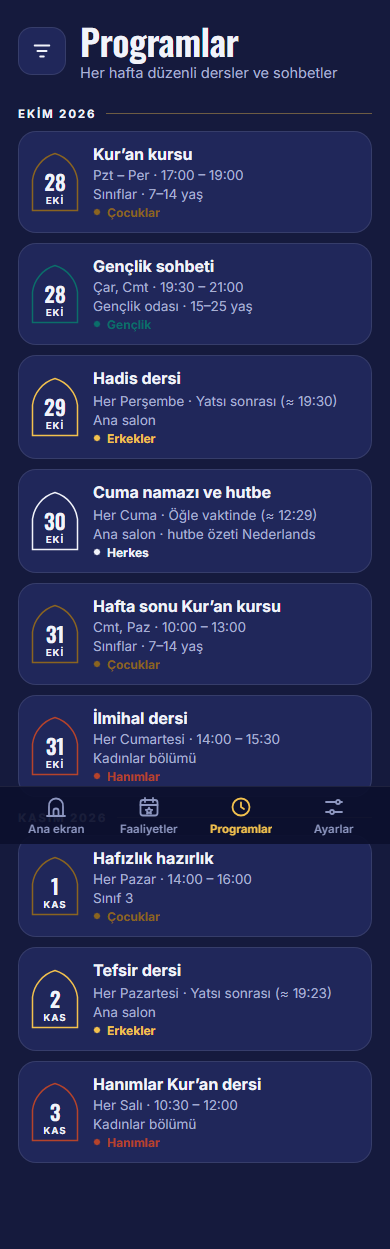 Programlar
Her hafta düzenli dersler ve sohbetler
EKİM 2026
28
EKİ
Kur’an kursu
Pzt – Per · 17:00 – 19:00
Sınıflar · 7–14 yaş
Çocuklar
28
EKİ
Gençlik sohbeti
Çar, Cmt · 19:30 – 21:00
Gençlik odası · 15–25 yaş
Gençlik
29
EKİ
Hadis dersi
Her Perşembe · Yatsı sonrası (≈ 19:30)
Ana salon
Erkekler
30
EKİ
Cuma namazı ve hutbe
Her Cuma · Öğle vaktinde (≈ 12:29)
Ana salon · hutbe özeti Nederlands
Herkes
31
EKİ
Hafta sonu Kur’an kursu
Cmt, Paz · 10:00 – 13:00
Sınıflar · 7–14 yaş
Çocuklar
31
EKİ
İlmihal dersi
Her Cumartesi · 14:00 – 15:30
Kadınlar bölümü
Hanımlar
KASIM 2026
Ana ekran
Faaliyetler
Programlar
Ayarlar
1
KAS
Hafızlık hazırlık
Her Pazar · 14:00 – 16:00
Sınıf 3
Çocuklar
2
KAS
Tefsir dersi
Her Pazartesi · Yatsı sonrası (≈ 19:23)
Ana salon
Erkekler
3
KAS
Hanımlar Kur’an dersi
Her Salı · 10:30 – 12:00
Kadınlar bölümü
Hanımlar